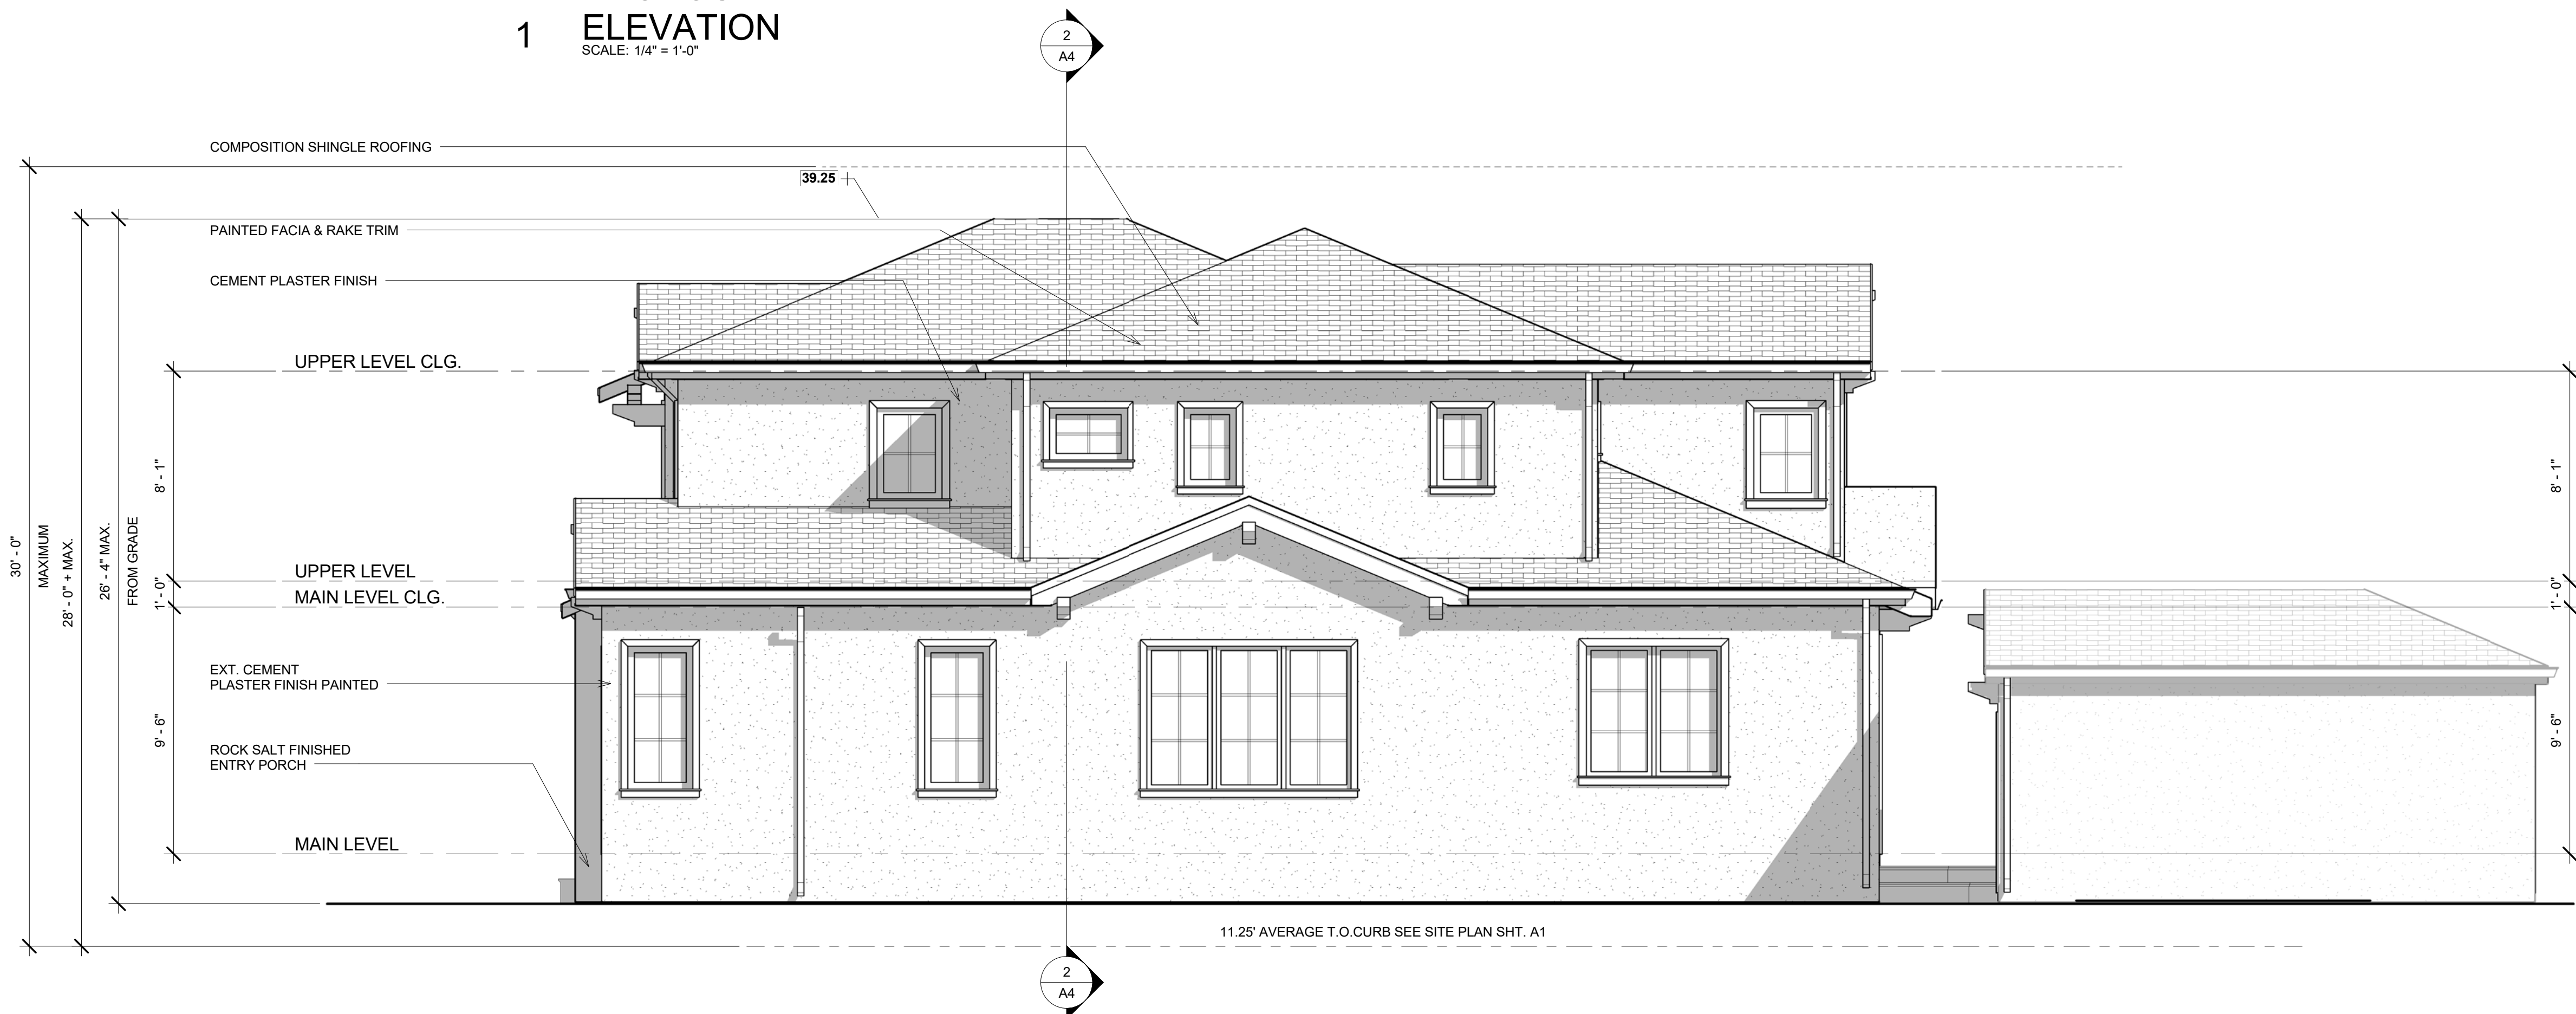 1 ELEVATION
SCALE: 1/4" = 1'-0"
2
A4
COMPOSITION SHINGLE ROOFING
39.25
PAINTED FACIA & RAKE TRIM
CEMENT PLASTER FINISH
UPPER LEVEL CLG.
8' - 1"
8' - 1"
30' - 0"
MAXIMUM
28' - 0" + MAX.
26' - 4" MAX.
FROM GRADE
UPPER LEVEL
1' - 0"
1' - 0"
MAIN LEVEL CLG.
EXT. CEMENT
PLASTER FINISH PAINTED
9' - 6"
9' - 6"
ROCK SALT FINISHED
ENTRY PORCH
MAIN LEVEL
11.25' AVERAGE T.O.CURB SEE SITE PLAN SHT. A1
2
A4